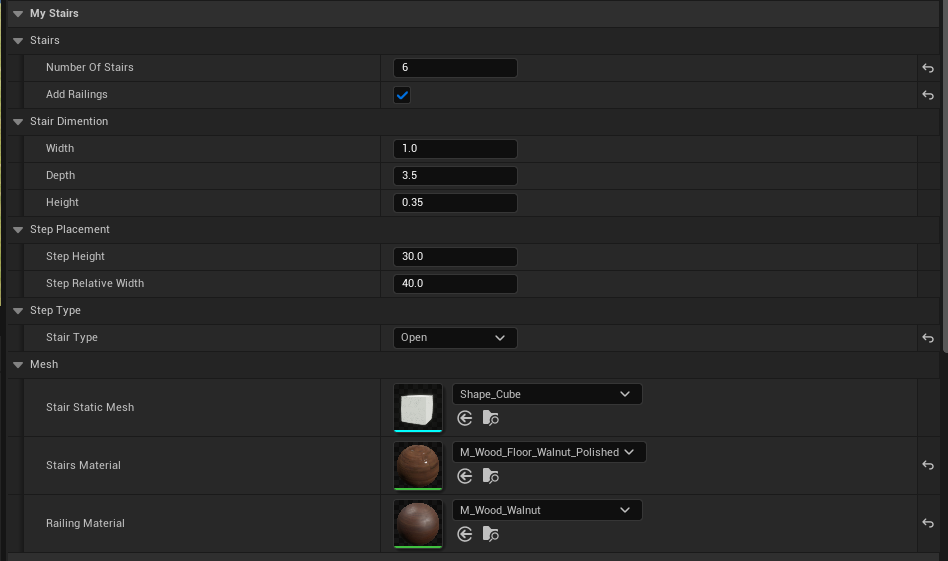 My Stairs
Stairs
Number Of Stairs 6
Add Railings
Stair Dimention
Width 1.0
Depth 3.5
Height 0.35
Step Placement
Step Height 30.0
Step Relative Width 40.0
Step Type
Stair Type Open
Mesh
Stair Static Mesh Shape_Cube
Stairs Material M_Wood_Floor_Walnut_Polished
Railing Material M_Wood_Walnut